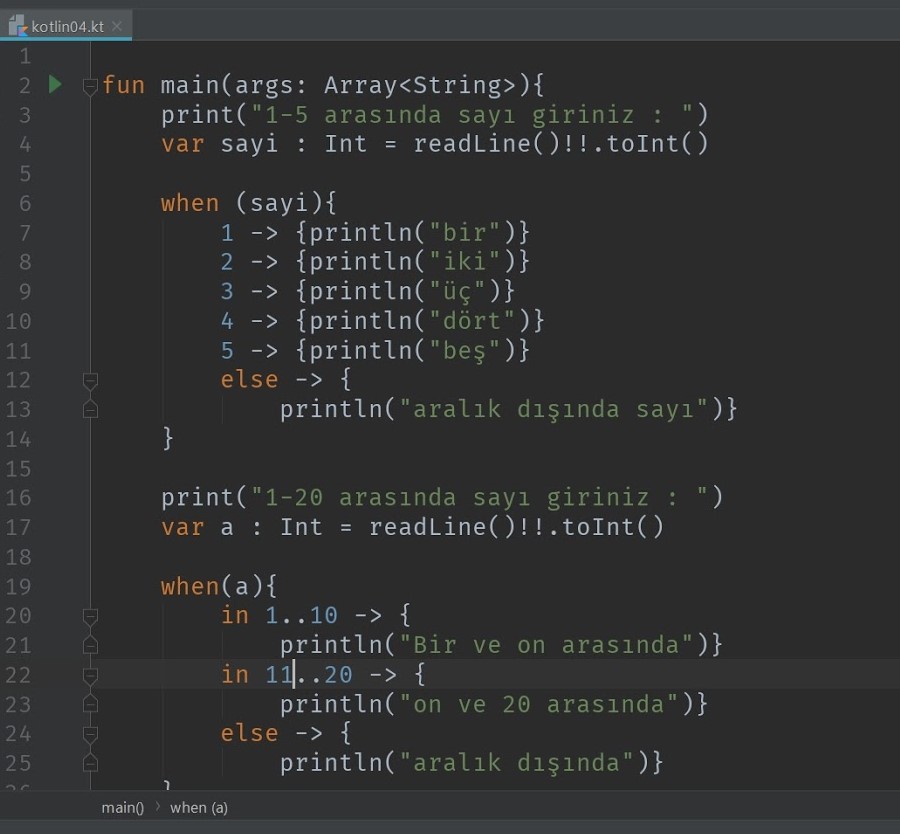 kotlin04.kt
1
2 fun main(args: Array<String>){
3 print("1-5 arasında sayı giriniz : ")
4 var sayi : Int = readLine()!!.toInt()
5
6 when (sayi){
7 1 -> {println("bir")}
8 2 -> {println("iki")}
9 3 -> {println("üç")}
10 4 -> {println("dört")}
11 5 -> {println("beş")}
12 else -> {
13 println("aralık dışında sayı")}
14 }
15
16 print("1-20 arasında sayı giriniz : ")
17 var a : Int = readLine()!!.toInt()
18
19 when(a){
20 in 1..10 -> {
21 println("Bir ve on arasında")}
22 in 11..20 -> {
23 println("on ve 20 arasında")}
24 else -> {
25 println("aralık dışında")}
26 }
main() › when (a)